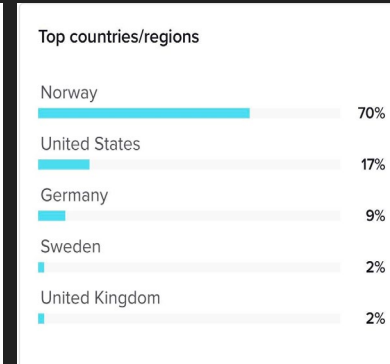 Top countries/regions
Norway
70%
United States
17%
Germany
9%
Sweden
2%
United Kingdom
2%